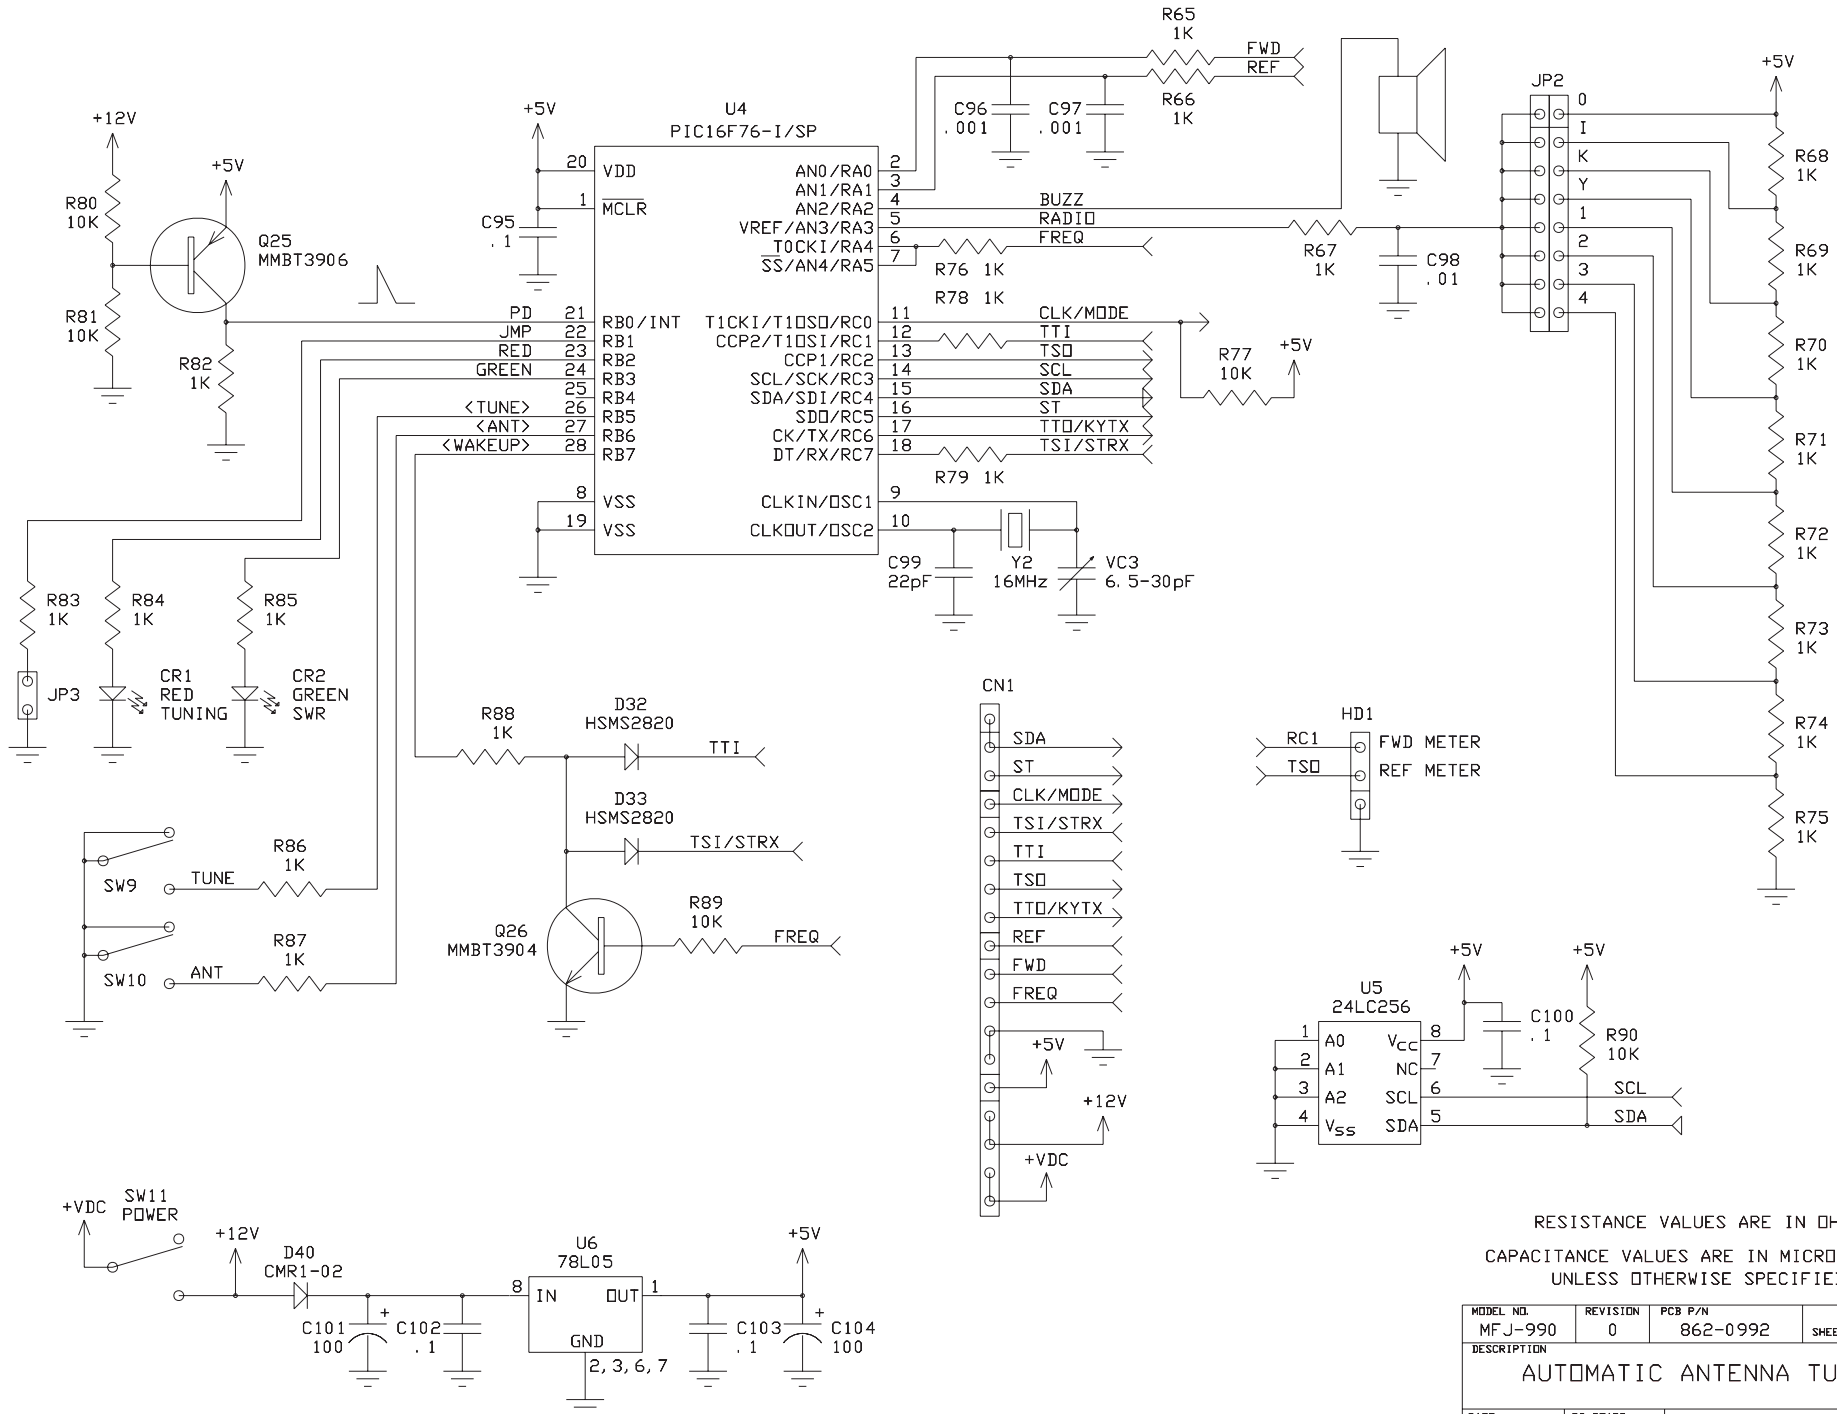 R65
1K
FWD
REF
R66
1K
C96
.001
C97
.001
+5V
U4
PIC16F76-I/SP
+12V
+5V
R80
10K
Q25
MMBT3906
R81
10K
R82
1K
C95
.1
20 VDD
1 MCLR
PD 21 RB0/INT
JMP 22 RB1
RED 23 RB2
GREEN 24 RB3
25 RB4
<TUNE> 26 RB5
<ANT> 27 RB6
<WAKEUP> 28 RB7
8 VSS
19 VSS
AN0/RA0 2
AN1/RA1 3
AN2/RA2 4 BUZZ
VREF/AN3/RA3 5 RADIO
T0CKI/RA4 6 FREQ
SS/AN4/RA5 7
R76 1K
R78 1K
T1CKI/T1OSO/RC0 11 CLK/MODE
CCP2/T1OSI/RC1 12 TTI
CCP1/RC2 13 TSO
SCL/SCK/RC3 14 SCL
SDA/SDI/RC4 15 SDA
SDO/RC5 16 ST
CK/TX/RC6 17 TTO/KYTX
DT/RX/RC7 18 TSI/STRX
R79 1K
CLKIN/OSC1 9
CLKOUT/OSC2 10
C99
22pF
Y2
16MHz
VC3
6.5-30pF
R77
10K
+5V
R67
1K
C98
.01
JP2
0
I
K
Y
1
2
3
4
+5V
R68
1K
R69
1K
R70
1K
R71
1K
R72
1K
R73
1K
R74
1K
R75
1K
R83
1K
R84
1K
R85
1K
JP3
CR1
RED
TUNING
CR2
GREEN
SWR
R88
1K
D32
HSMS2820
TTI
D33
HSMS2820
TSI/STRX
Q26
MMBT3904
R89
10K
FREQ
SW9
TUNE
R86
1K
SW10
ANT
R87
1K
CN1
SDA
ST
CLK/MODE
TSI/STRX
TTI
TSO
TTO/KYTX
REF
FWD
FREQ
+5V
+12V
+VDC
HD1
RC1 FWD METER
TSO REF METER
+5V
+5V
U5
24LC256
C100
.1
R90
10K
1 A0
2 A1
3 A2
4 VSS
VCC 8
NC 7
SCL 6 SCL
SDA 5 SDA
+VDC
SW11
POWER
+12V
D40
CMR1-02
C101
100
+
C102
.1
U6
78L05
8 IN
OUT 1
GND
2,3,6,7
+5V
C103
.1
+
C104
100
RESISTANCE VALUES ARE IN
CAPACITANCE VALUES ARE IN
UNLESS OTHERWISE
MODEL NO.
MFJ-990
REVISION
0
PCB P/N
862-0992
DESCRIPTION
AUTOMATIC ANTENNA